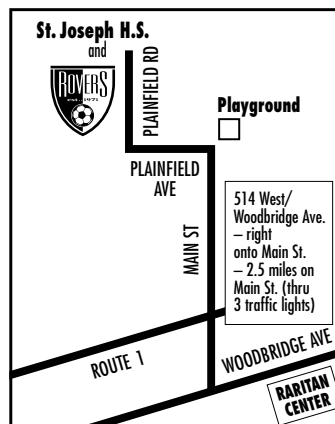 St. Joseph H.S.
and
ROVERS
EST. 1971
PLAINFIELD RD
Playground
PLAINFIELD
AVE
MAIN ST
514 West/
Woodbridge Ave.
– right
onto Main St.
– 2.5 miles on
Main St. (thru
3 traffic lights)
ROUTE 1
WOODBRIDGE AVE
RARITAN
CENTER